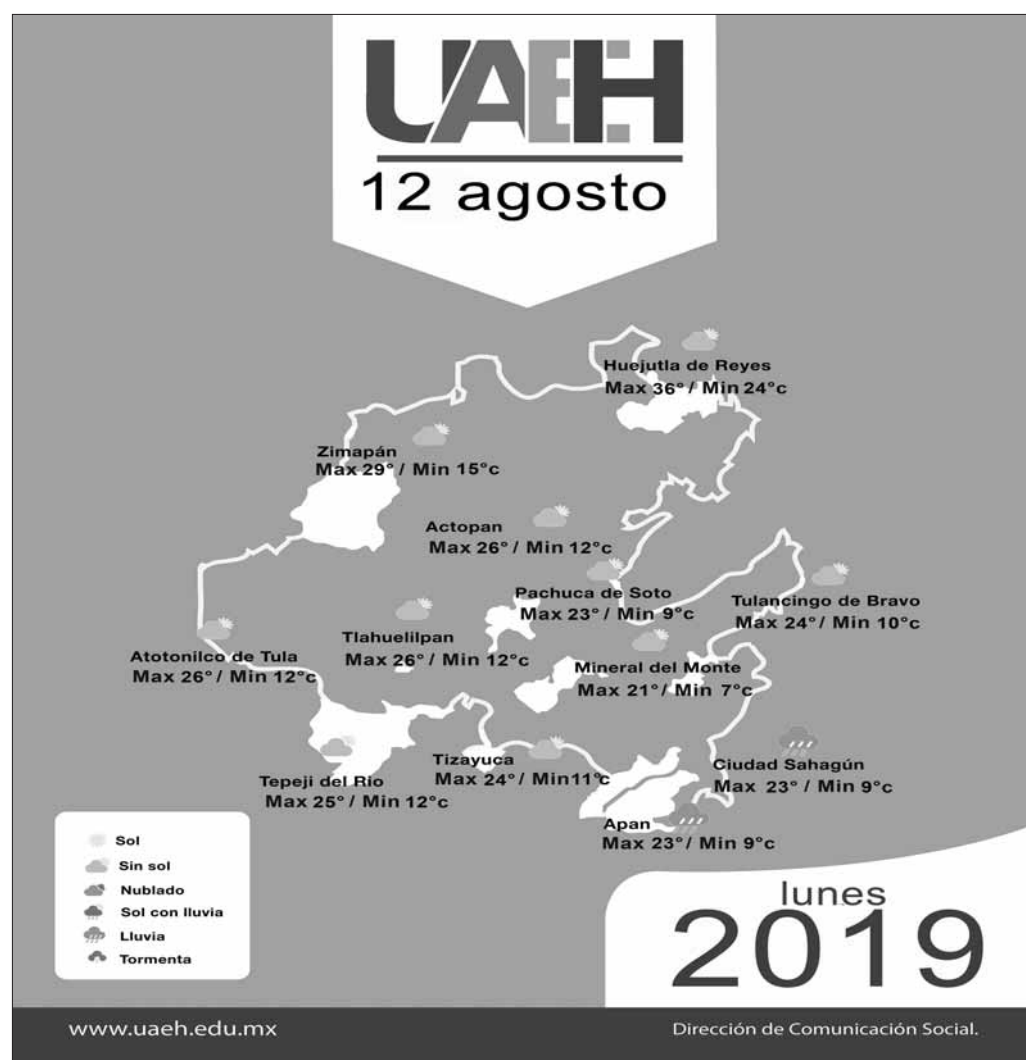 UAEH
12 agosto
Huejutla de Reyes
Max 36° / Min 24°c
Zimapán
Max 29° / Min 15°c
Actopan
Max 26° / Min 12°c
Pachuca de Soto
Max 23° / Min 9°c
Tulancingo de Bravo
Max 24° / Min 10°c
Tlahuelilpan
Max 26° / Min 12°c
Atotonilco de Tula
Max 26° / Min 12°c
Mineral del Monte
Max 21° / Min 7°c
Tizayuca
Max 24° / Min11°c
Ciudad Sahagún
Max 23° / Min 9°c
Tepeji del Rio
Max 25° / Min 12°c
Apan
Max 23° / Min 9°c
Sol
Sin sol
Nublado
Sol con lluvia
Lluvia
Tormenta
lunes
2019
www.uaeh.edu.mx
Dirección de Comunicación Social.